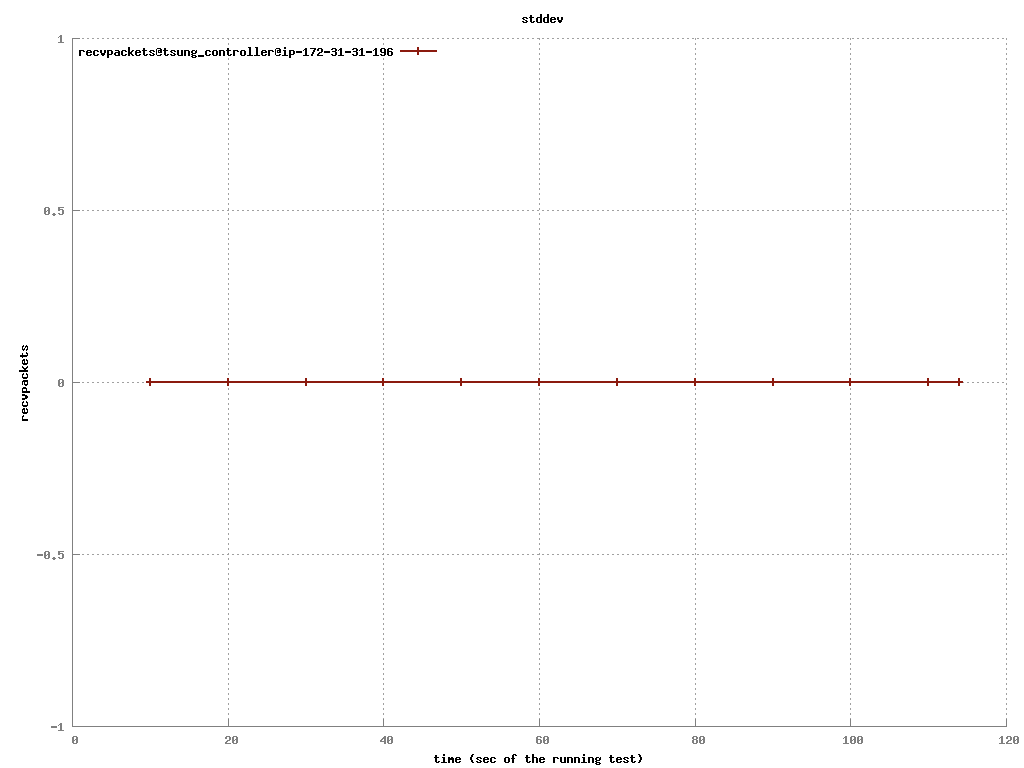 stddev
recvpackets@tsung_controller@ip-172-31-31-196
1
0.5
0
-0.5
-1
recvpackets
0 20 40 60 80 100 120
time (sec of the running test)